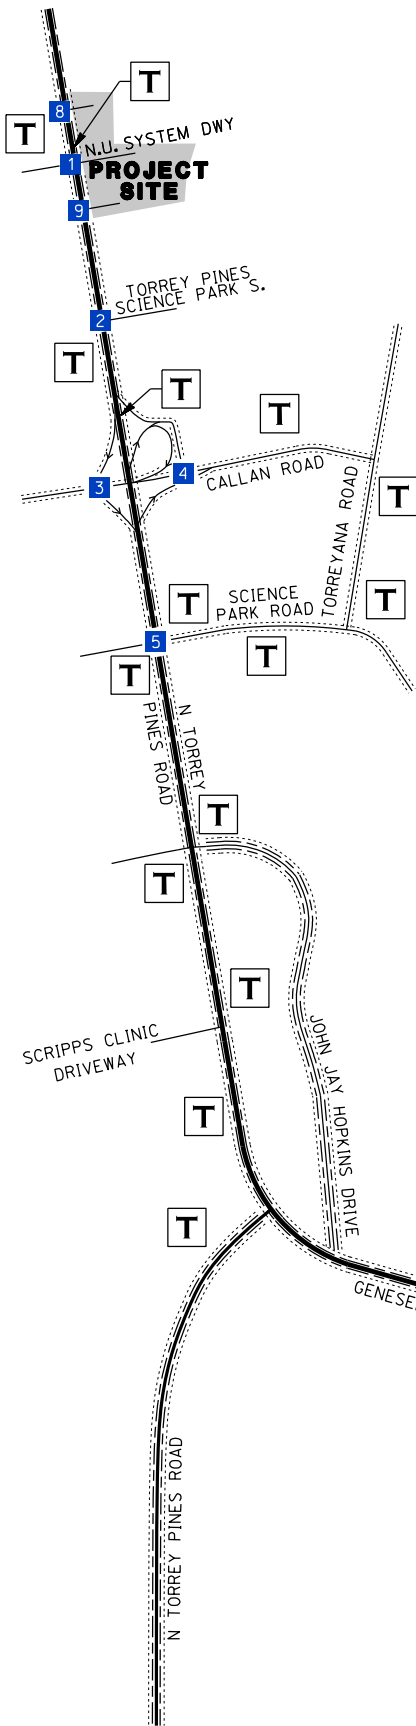 T
8
T
N.U. SYSTEM DWY
1
PROJECT
SITE
9
TORREY PINES
SCIENCE PARK S.
2
T
T
T
4
3
CALLAN ROAD
TORREYANA ROAD
T
T
SCIENCE
PARK ROAD
T
5
T
T
N TORREY
PINES ROAD
T
T
T
SCRIPPS CLINIC
DRIVEWAY
JOHN JAY HOPKINS DRIVE
T
T
GENESE
N TORREY PINES ROAD